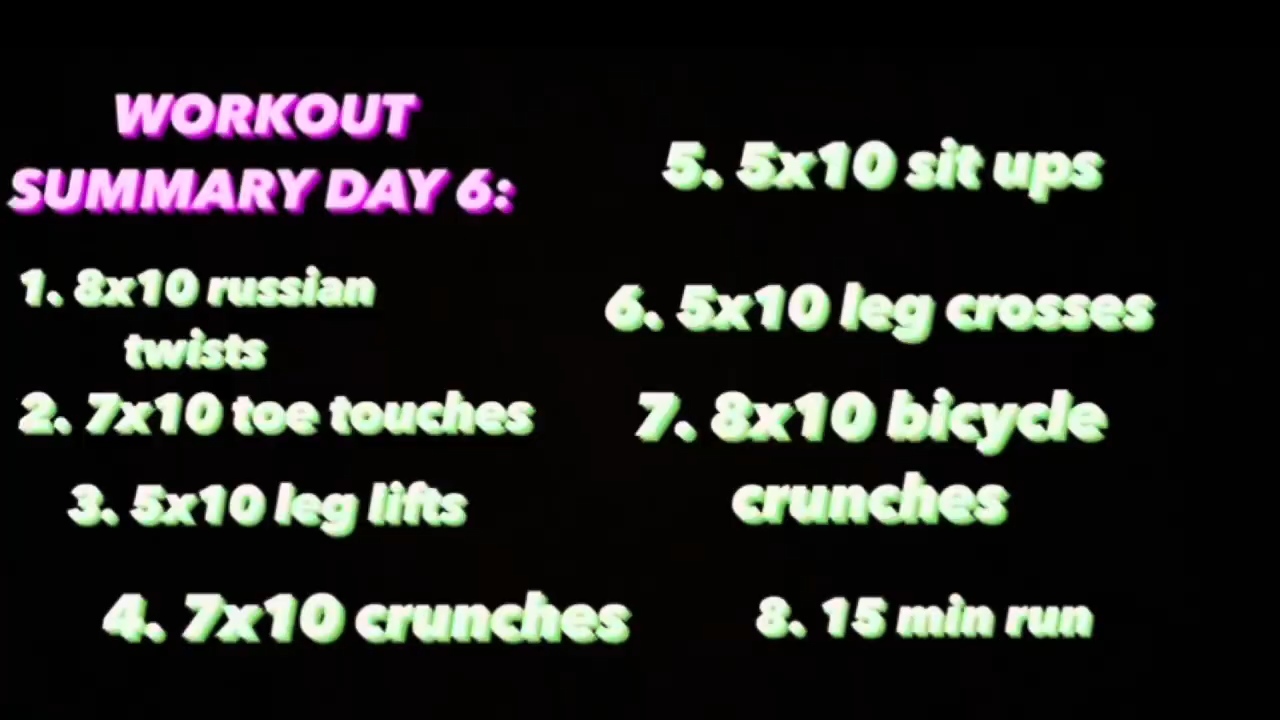 WORKOUT
SUMMARY DAY 6:
1. 8x10 russian
twists
2. 7x10 toe touches
3. 5x10 leg lifts
4. 7x10 crunches
5. 5x10 sit ups
6. 5x10 leg crosses
7. 8x10 bicycle
crunches
8. 15 min run